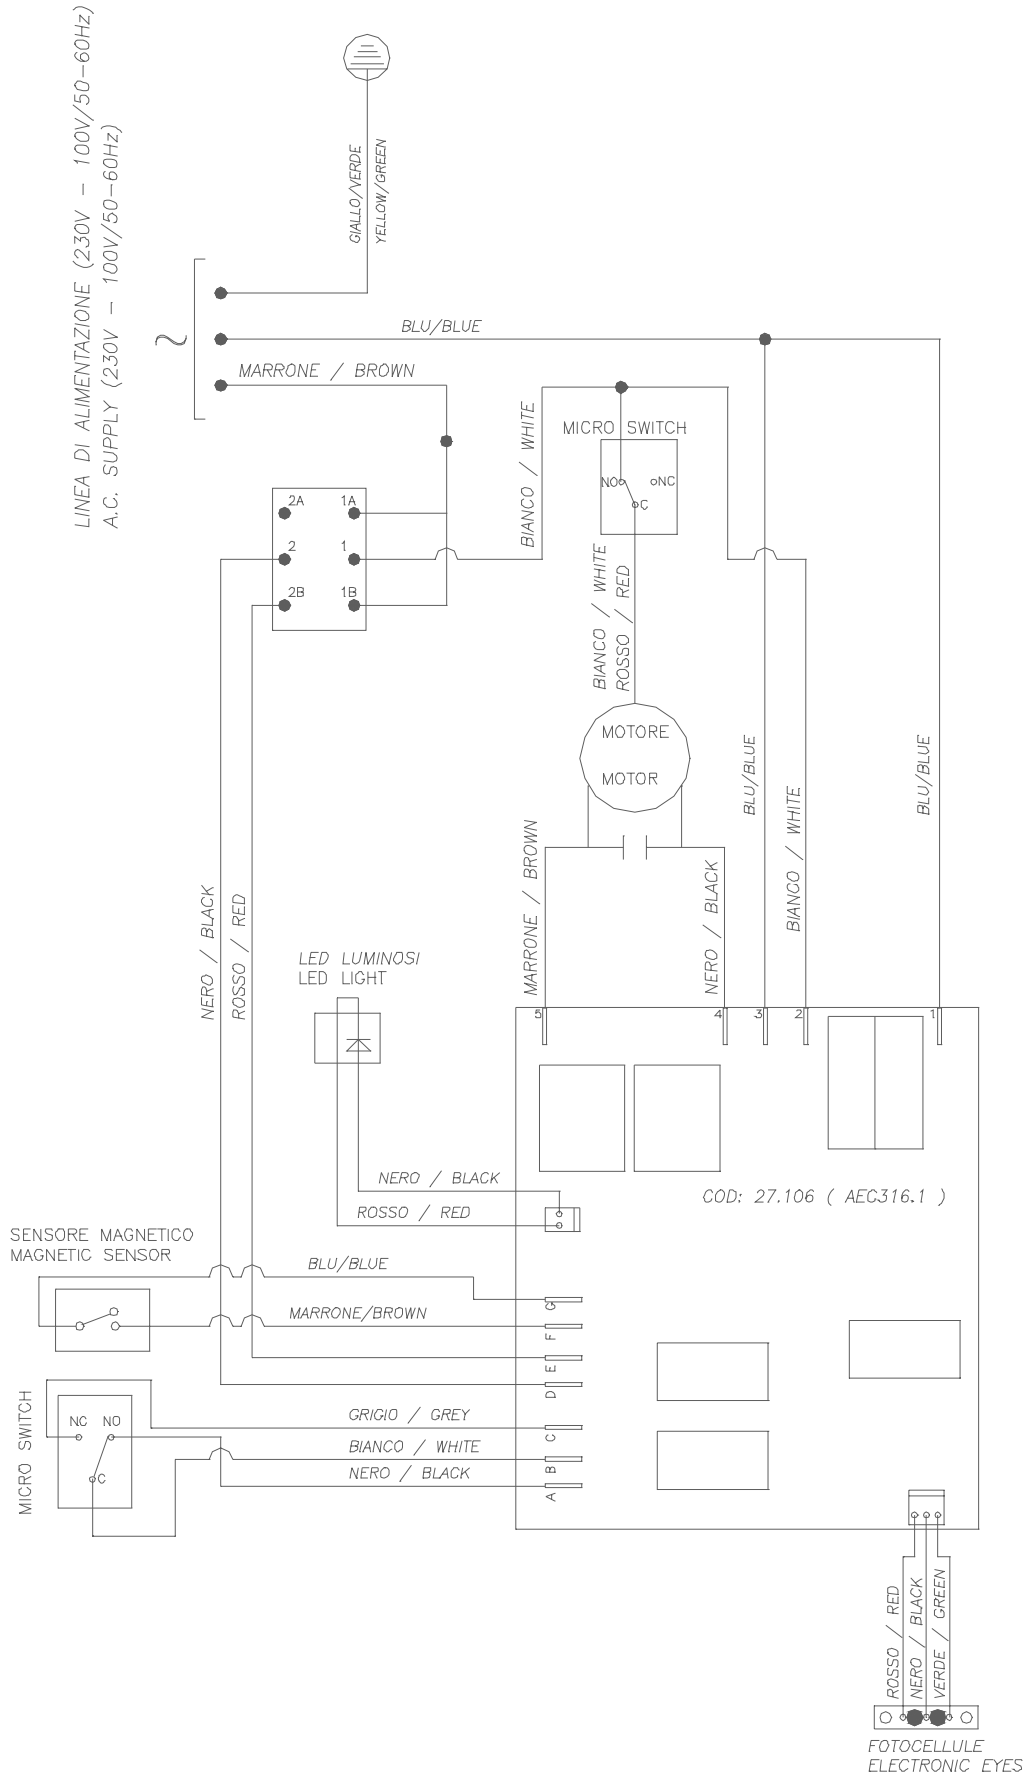 LINEA DI ALIMENTAZIONE (230V - 100V/50-60Hz)
A.C. SUPPLY (230V - 100V/50-60Hz)
GIALLO/VERDE
YELLOW/GREEN
~
BLU/BLUE
MARRONE / BROWN
BIANCO / WHITE
MICRO SWITCH
NO
NC
C
2A
1A
2
1
2B
1B
BIANCO / WHITE
ROSSO / RED
MOTORE
MOTOR
BLU/BLUE
BIANCO / WHITE
BLU/BLUE
MARRONE / BROWN
NERO / BLACK
NERO / BLACK
ROSSO / RED
LED LUMINOSI
LED LIGHT
5
4
3
2
1
NERO / BLACK
ROSSO / RED
COD: 27.106 ( AEC316.1 )
SENSORE MAGNETICO
MAGNETIC SENSOR
BLU/BLUE
G
MARRONE/BROWN
F
E
D
MICRO SWITCH
NC
NO
C
GRIGIO / GREY
C
BIANCO / WHITE
B
NERO / BLACK
A
ROSSO / RED
NERO / BLACK
VERDE / GREEN
FOTOCELLULE
ELECTRONIC EYES